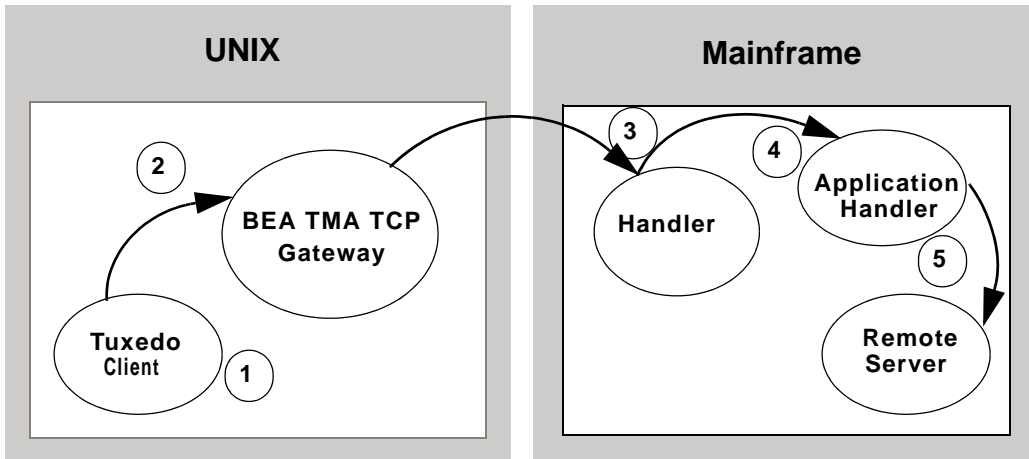 UNIX
2
BEA TMA TCP
Gateway
Tuxedo
Client
1
Mainframe
3
4
Application
Handler
Handler
5
Remote
Server